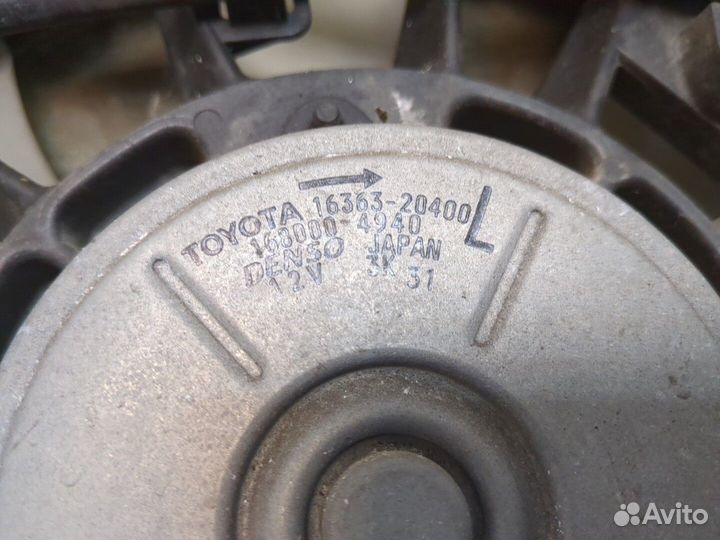 TOYOTA 16363-20400 L
168000-4940
DENSO JAPAN
12V 3K 31
Avito